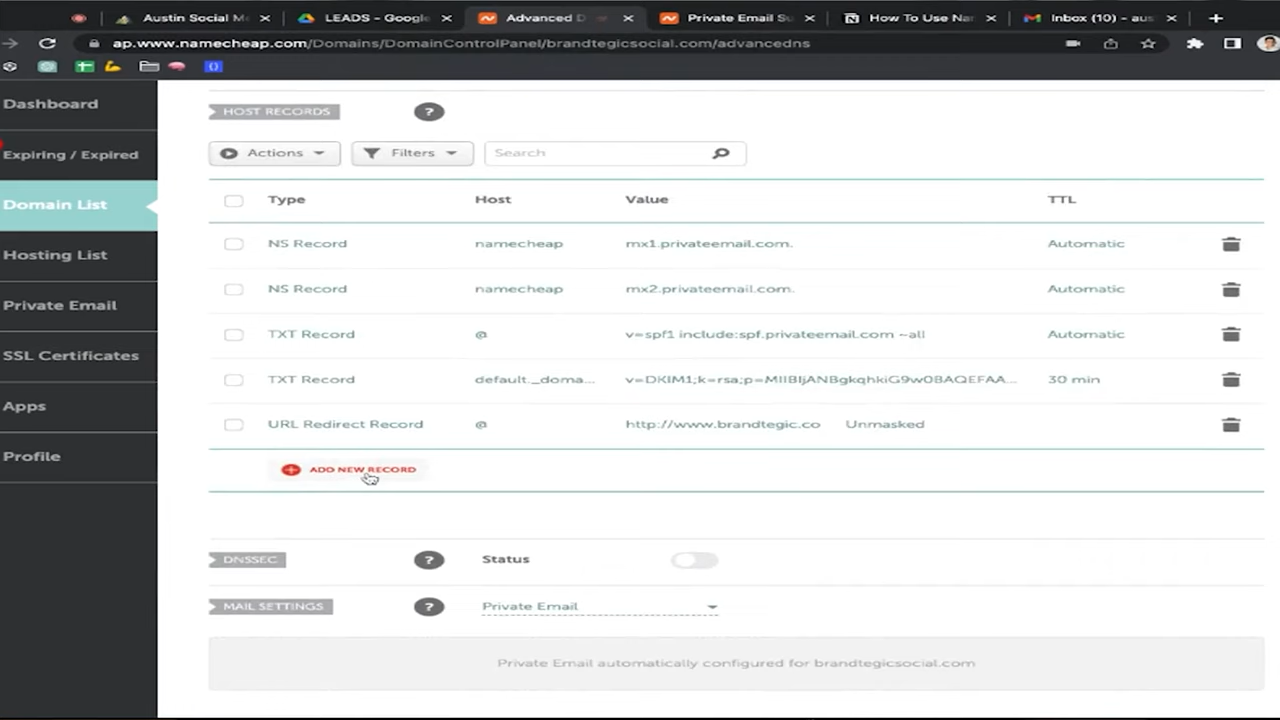 Austin Social M
LEADS - Google
Advanced D
Private Email Su
How To Use Na
Inbox (10) - aus
ap.www.namecheap.com/Domains/DomainControlPanel/brandtegicsocial.com/advancedns
Dashboard
Expiring / Expired
Domain List
Hosting List
Private Email
SSL Certificates
Apps
Profile
HOST RECORDS ?
Actions Filters Search
Type Host Value TTL
NS Record namecheap mx1.privateemail.com. Automatic
NS Record namecheap mx2.privateemail.com. Automatic
TXT Record @ v=spf1 include:spf.privateemail.com ~all Automatic
TXT Record default._doma... v=DKIM1;k=rsa;p=MIIBIjANBgkqhkiG9w0BAQEFAA... 30 min
URL Redirect Record @ http://www.brandtegic.co Unmasked
ADD NEW RECORD
DNSSEC ? Status
MAIL SETTINGS ? Private Email
Private Email automatically configured for brandtegicsocial.com